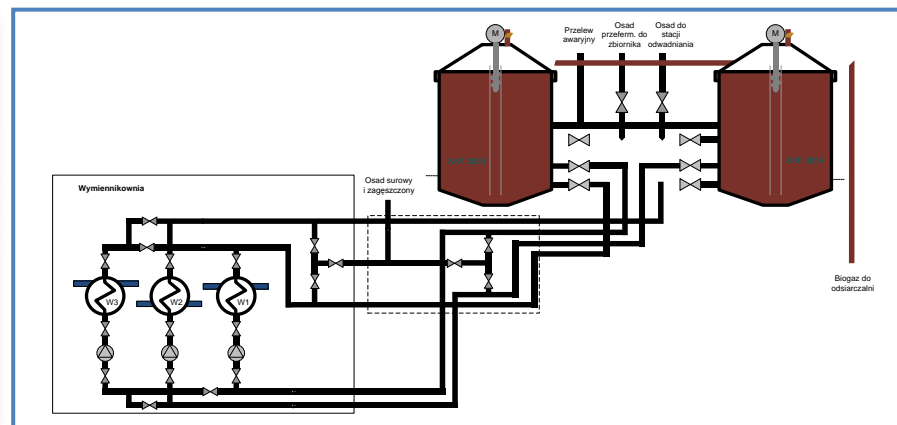 M
M
Przelew
awaryjny
Osad
przeferm. do
zbiornika
Osad do
stacji
odwadniania
Osad surowy
i zagęszczony
Wymiennikownia
W3
W2
W1
Biogaz do
odsiarczalni